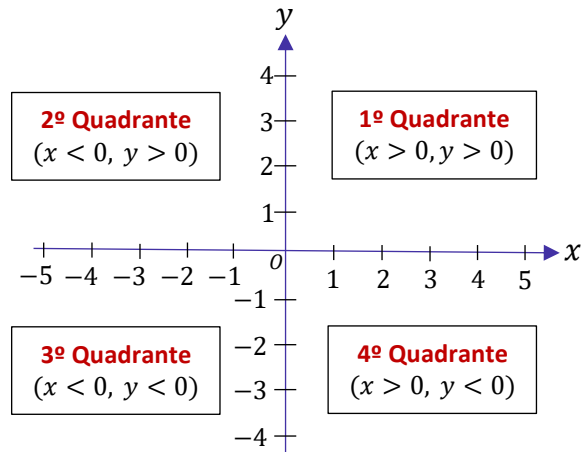 y
4
2º Quadrante
(x < 0, y > 0)
3
1º Quadrante
(x > 0, y > 0)
2
1
−5 −4 −3 −2 −1 O 1 2 3 4 5 x
−1
3º Quadrante
(x < 0, y < 0)
−2
4º Quadrante
(x > 0, y < 0)
−3
−4